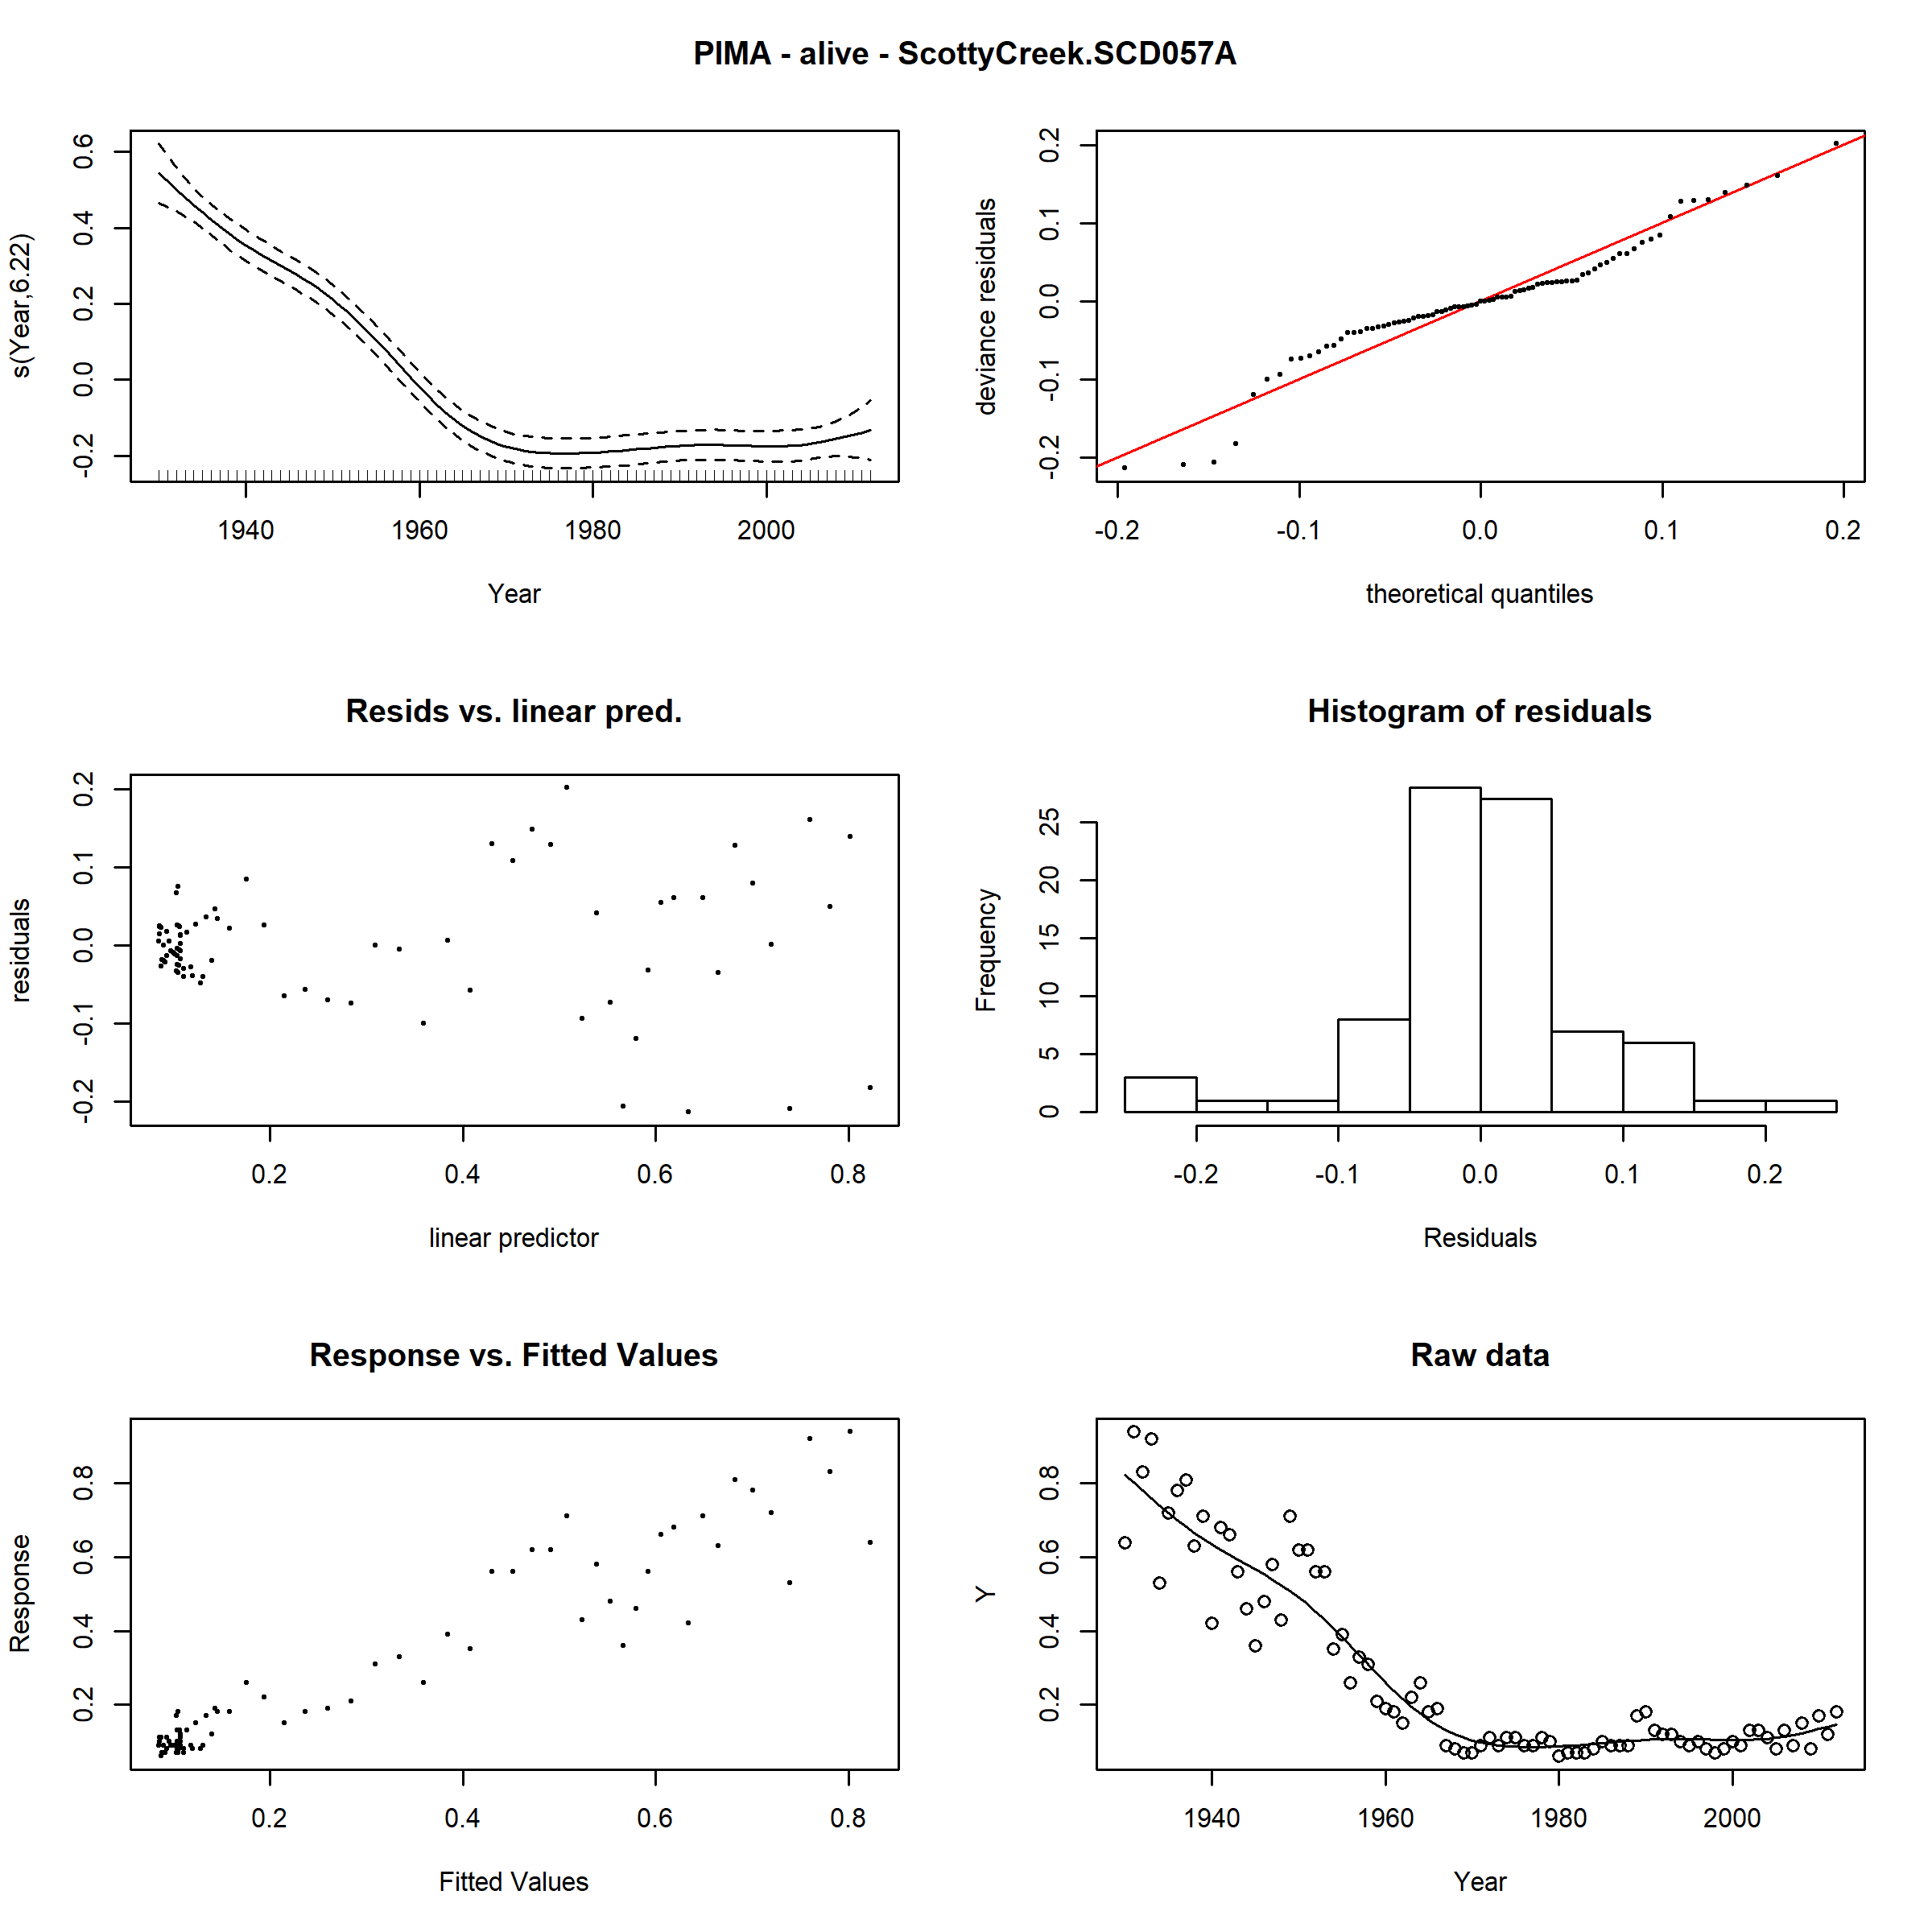 PIMA - alive - ScottyCreek.SCD057A
s(Year,6.22)
-0.2 0.0 0.2 0.4 0.6
1940 1960 1980 2000
Year
deviance residuals
-0.2 -0.1 0.0 0.1 0.2
-0.2 -0.1 0.0 0.1 0.2
theoretical quantiles
Resids vs. linear pred.
residuals
-0.2 -0.1 0.0 0.1 0.2
0.2 0.4 0.6 0.8
linear predictor
Histogram of residuals
Frequency
0 5 10 15 20 25
-0.2 -0.1 0.0 0.1 0.2
Residuals
Response vs. Fitted Values
Response
0.2 0.4 0.6 0.8
0.2 0.4 0.6 0.8
Fitted Values
Raw data
Y
0.2 0.4 0.6 0.8
1940 1960 1980 2000
Year